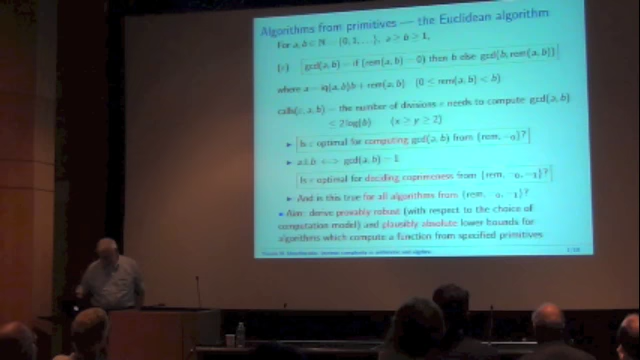 Algorithms from primitives — the Euclidean algorithm
For a, b ∈ ℕ = {0, 1, . . .}, a ≥ b ≥ 1,
(ε) gcd(a, b) = if (rem(a, b) = 0) then b else gcd(b, rem(a, b))
where a = iq(a, b)b + rem(a, b) (0 ≤ rem(a, b) < b)
calls(ε, a, b) = the number of divisions ε needs to compute gcd(a, b)
≤ 2 log(b) (x ≥ y ≥ 2)
▸ Is ε optimal for computing gcd(a, b) from {rem, =₀}?
▸ a⊥b ⟺ gcd(a, b) = 1
Is ε optimal for deciding coprimeness from {rem, =₀, =₁}?
▸ And is this true for all algorithms from {rem, =₀, =₁}?
▸ Aim: derive provably robust (with respect to the choice of
computation model) and plausibly absolute lower bounds for
algorithms which compute a function from specified primitives